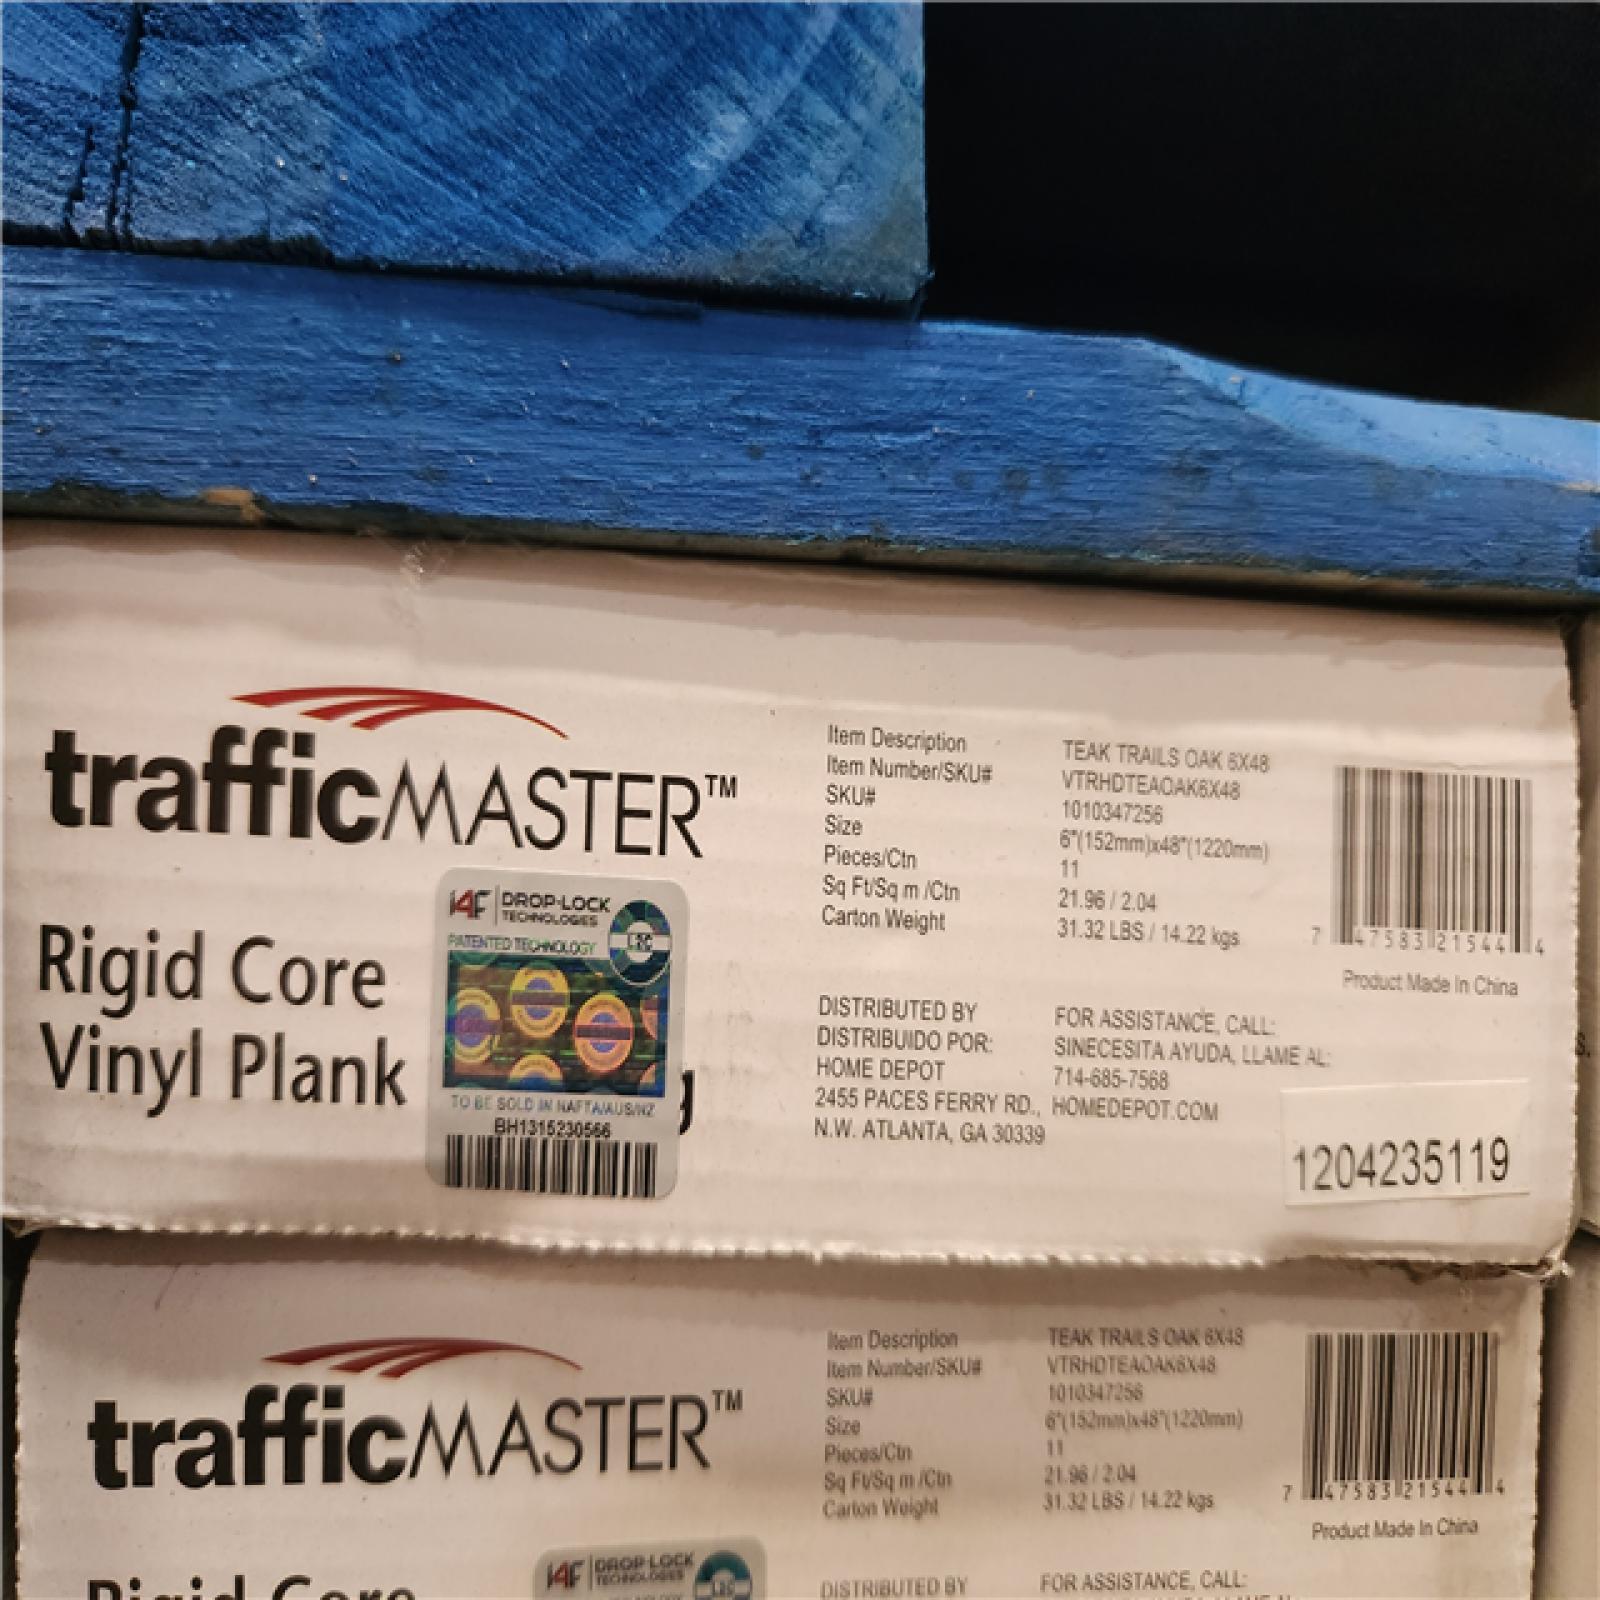 trafficMASTER™
Rigid Core
Vinyl Plank
I4F DROP-LOCK
TECHNOLOGIES
PATENTED TECHNOLOGY
L2C
TO BE SOLD IN NAFTA/AUS/NZ
BH1315230566
Item Description TEAK TRAILS OAK 6X48
Item Number/SKU# VTRHDTEAOAK6X48
SKU# 1010347256
Size 6"(152mm)x48"(1220mm)
Pieces/Ctn 11
Sq Ft/Sq m /Ctn 21.96 / 2.04
Carton Weight 31.32 LBS / 14.22 kgs
7 47583 21544 4
Product Made In China
DISTRIBUTED BY
DISTRIBUIDO POR:
HOME DEPOT
2455 PACES FERRY RD.,
N.W. ATLANTA, GA 30339
FOR ASSISTANCE, CALL:
SINECESITA AYUDA, LLAME AL:
714-685-7568
HOMEDEPOT.COM
1204235119
trafficMASTER™
Rigid Core
I4F DROP-LOCK
TECHNOLOGIES
L2C
Item Description TEAK TRAILS OAK 6X48
Item Number/SKU# VTRHDTEAOAK6X48
SKU# 1010347256
Size 6"(152mm)x48"(1220mm)
Pieces/Ctn 11
Sq Ft/Sq m /Ctn 21.96 / 2.04
Carton Weight 31.32 LBS / 14.22 kgs
7 47583 21544 4
Product Made In China
DISTRIBUTED BY
FOR ASSISTANCE, CALL: